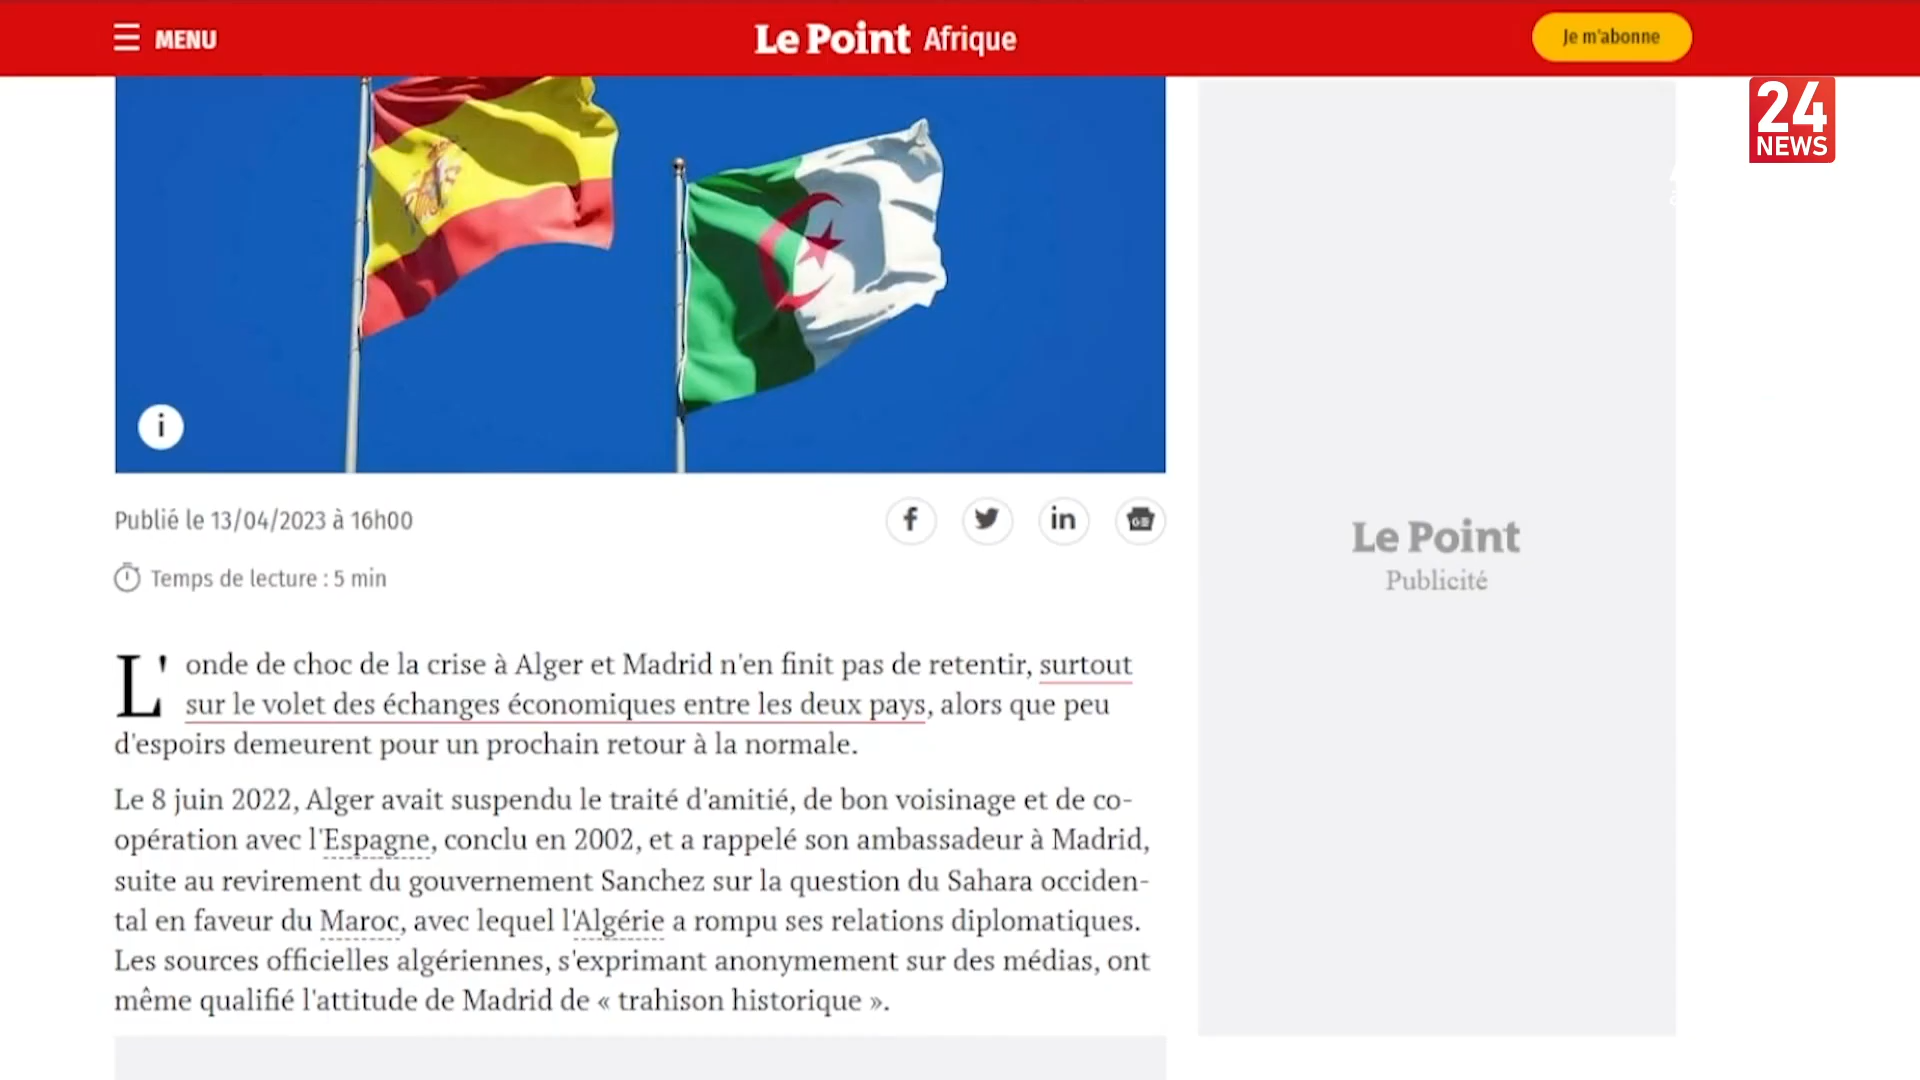 MENU
Le Point Afrique
Je m'abonne
24
NEWS
i
Publié le 13/04/2023 à 16h00
Temps de lecture : 5 min
Le Point
Publicité
L'onde de choc de la crise à Alger et Madrid n'en finit pas de retentir, surtout
sur le volet des échanges économiques entre les deux pays, alors que peu
d'espoirs demeurent pour un prochain retour à la normale.
Le 8 juin 2022, Alger avait suspendu le traité d'amitié, de bon voisinage et de co-
opération avec l'Espagne, conclu en 2002, et a rappelé son ambassadeur à Madrid,
suite au revirement du gouvernement Sanchez sur la question du Sahara occiden-
tal en faveur du Maroc, avec lequel l'Algérie a rompu ses relations diplomatiques.
Les sources officielles algériennes, s'exprimant anonymement sur des médias, ont
même qualifié l'attitude de Madrid de « trahison historique ».